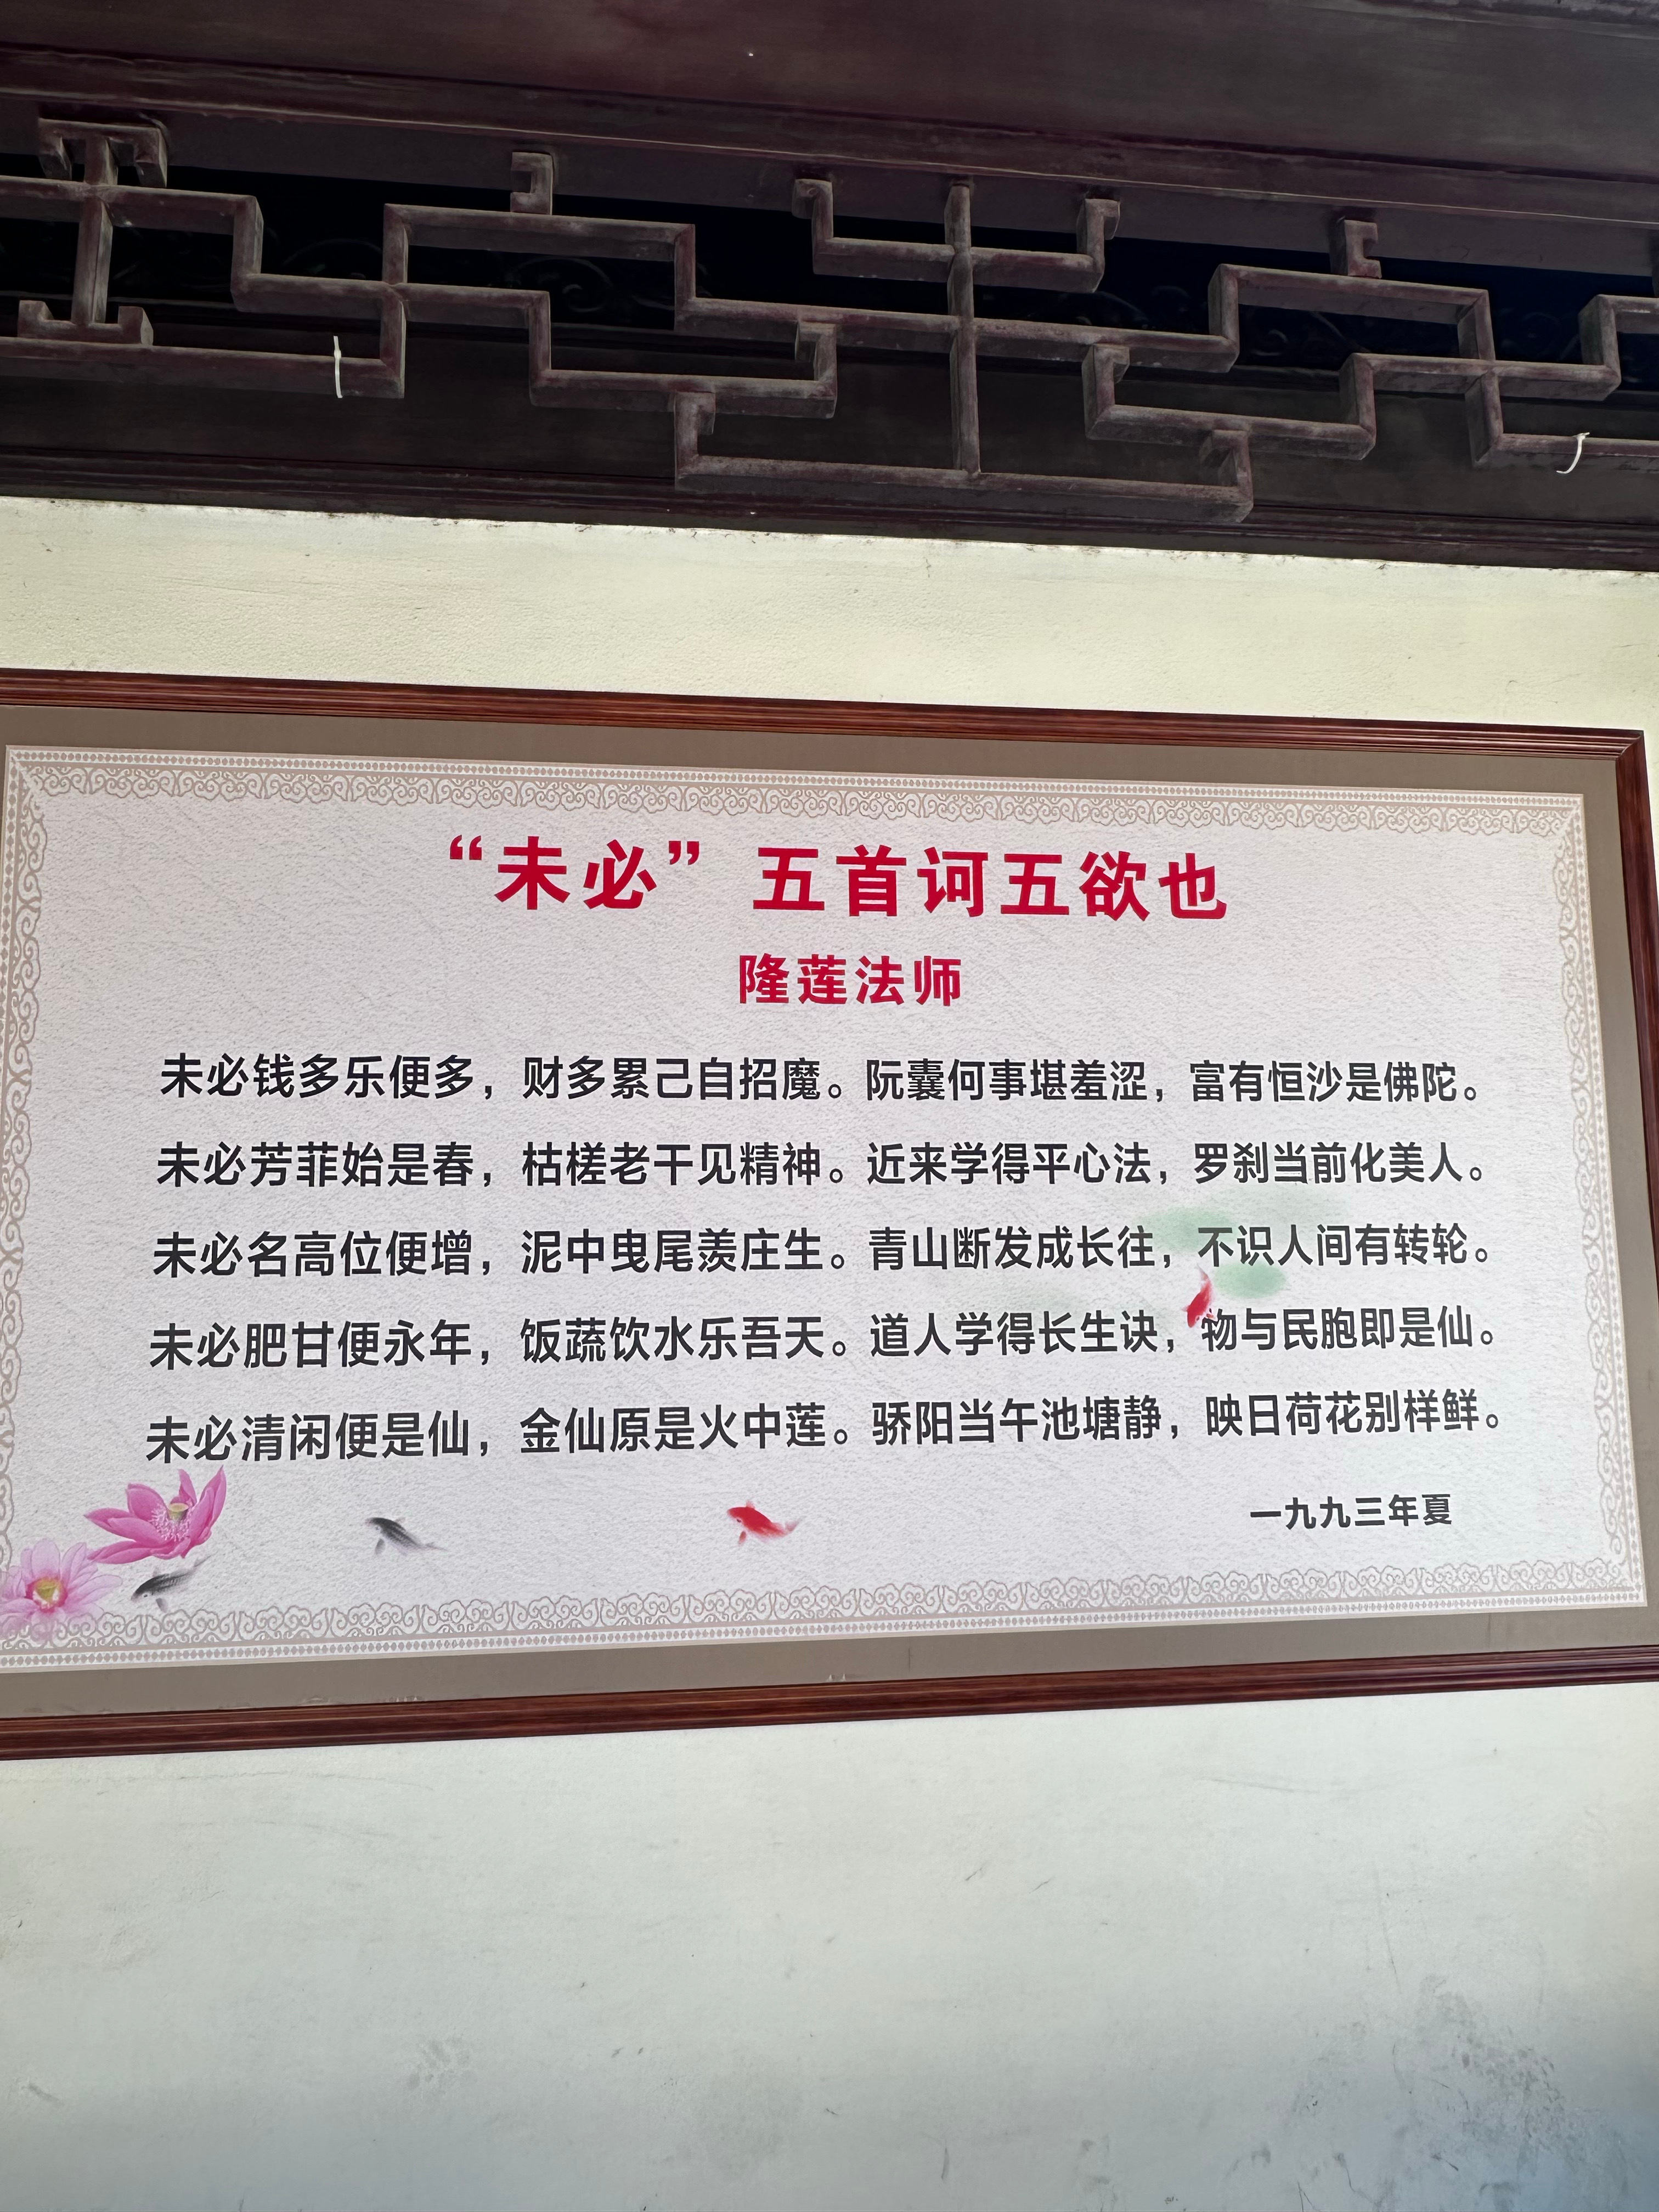 “未必”五首诃五欲也
隆莲法师
未必钱多乐便多，财多累己自招魔。阮囊何事堪羞涩，富有恒沙是佛陀。
未必芳菲始是春，枯槎老干见精神。近来学得平心法，罗刹当前化美人。
未必名高位便增，泥中曳尾羡庄生。青山断发成长往，不识人间有转轮。
未必肥甘便永年，饭蔬饮水乐吾天。道人学得长生诀，物与民胞即是仙。
未必清闲便是仙，金仙原是火中莲。骄阳当午池塘静，映日荷花别样鲜。
一九九三年夏